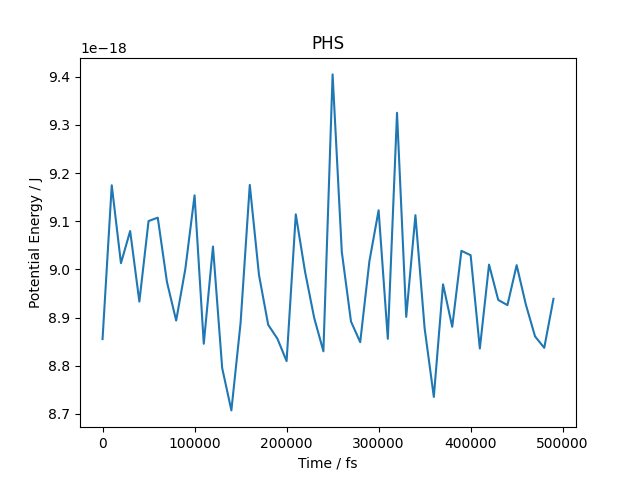 PHS
1e−18
9.4
9.3
9.2
9.1
9.0
8.9
8.8
8.7
Potential Energy / J
0 100000 200000 300000 400000 500000
Time / fs